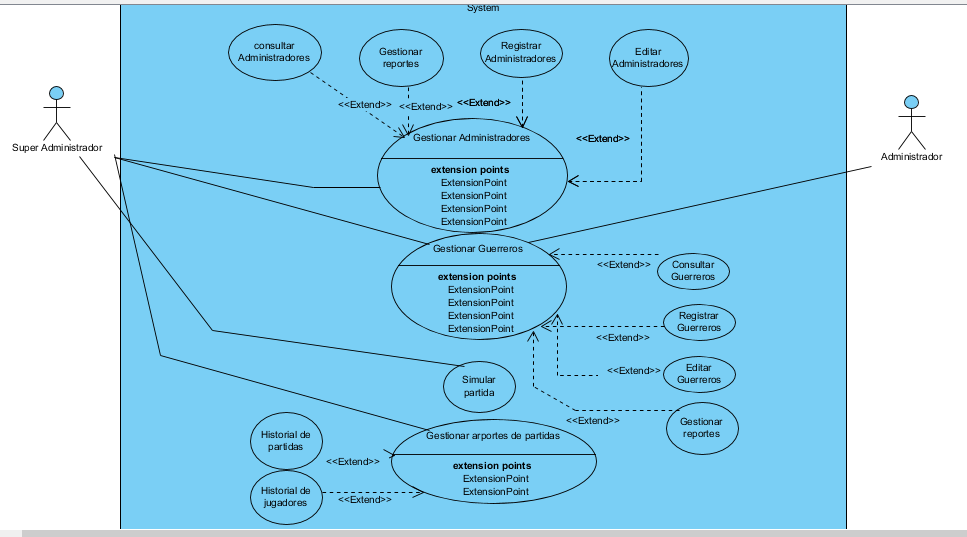 System
consultar
Administradores
Gestionar
reportes
Registrar
Administradores
Editar
Administradores
<<Extend>>
<<Extend>>
<<Extend>>
<<Extend>>
Super Administrador
Administrador
Gestionar Administradores
extension points
ExtensionPoint
ExtensionPoint
ExtensionPoint
ExtensionPoint
Gestionar Guerreros
extension points
ExtensionPoint
ExtensionPoint
ExtensionPoint
ExtensionPoint
<<Extend>>
Consultar
Guerreros
Registrar
Guerreros
<<Extend>>
Editar
Guerreros
<<Extend>>
Gestionar
reportes
<<Extend>>
Simular
partida
Gestionar arportes de partidas
extension points
ExtensionPoint
ExtensionPoint
Historial de
partidas
<<Extend>>
Historial de
jugadores
<<Extend>>